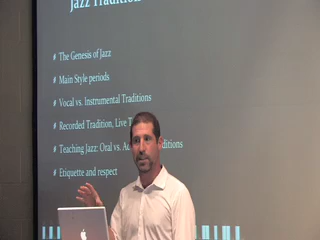 Jazz Tradition
# The Genesis of Jazz
# Main Style periods
# Vocal vs. Instrumental Traditions
# Recorded Tradition, Live
# Teaching Jazz: Oral vs.
# Etiquette and respect